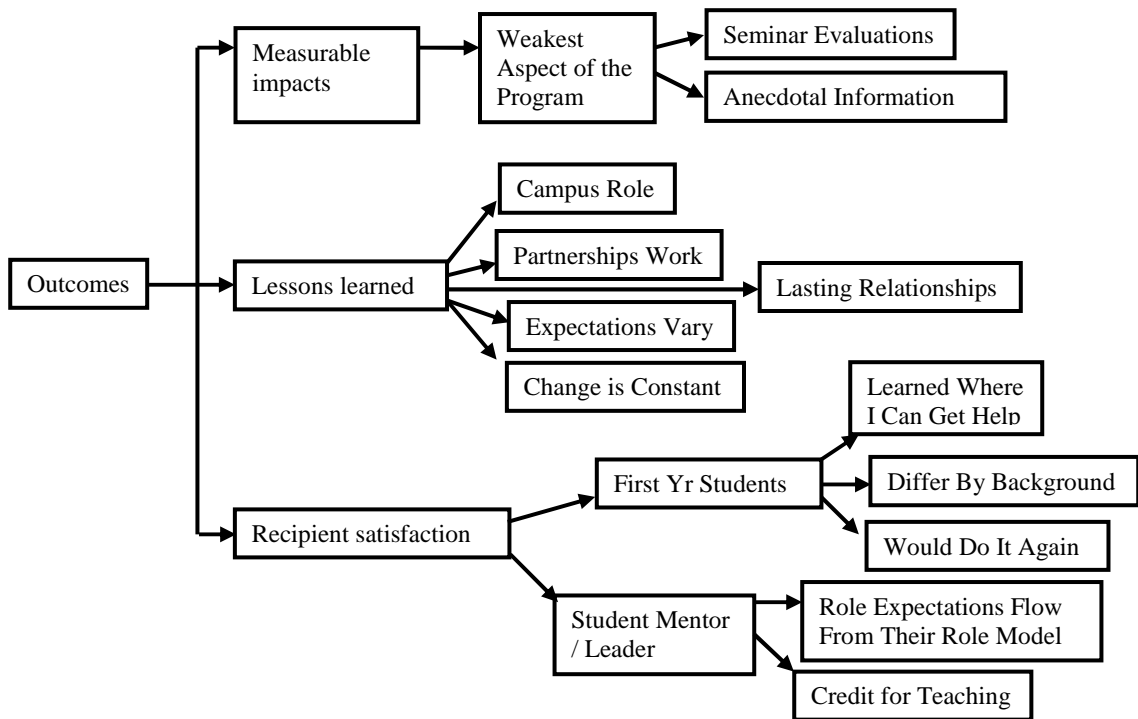 Measurable
impacts
Weakest
Aspect of the
Program
Seminar Evaluations
Anecdotal Information
Outcomes
Lessons learned
Campus Role
Partnerships Work
Lasting Relationships
Expectations Vary
Change is Constant
Recipient satisfaction
First Yr Students
Learned Where
I Can Get Help
Differ By Background
Would Do It Again
Student Mentor
/ Leader
Role Expectations Flow
From Their Role Model
Credit for Teaching